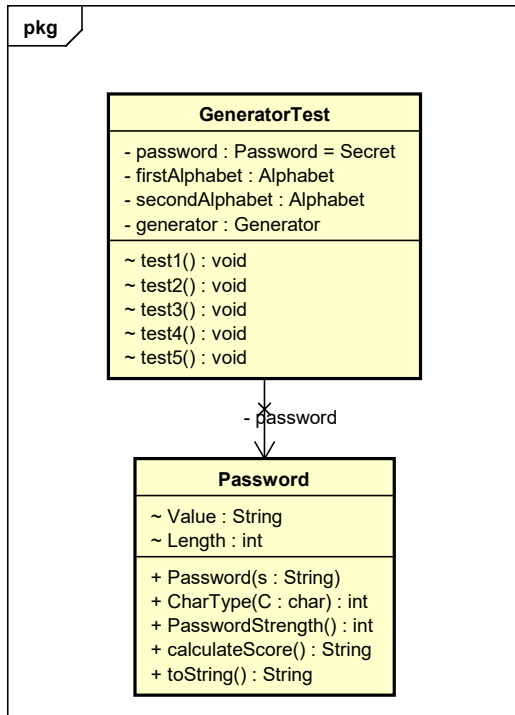 pkg
GeneratorTest
- password : Password = Secret
- firstAlphabet : Alphabet
- secondAlphabet : Alphabet
- generator : Generator
~ test1() : void
~ test2() : void
~ test3() : void
~ test4() : void
~ test5() : void
- password
Password
~ Value : String
~ Length : int
+ Password(s : String)
+ CharType(C : char) : int
+ PasswordStrength() : int
+ calculateScore() : String
+ toString() : String